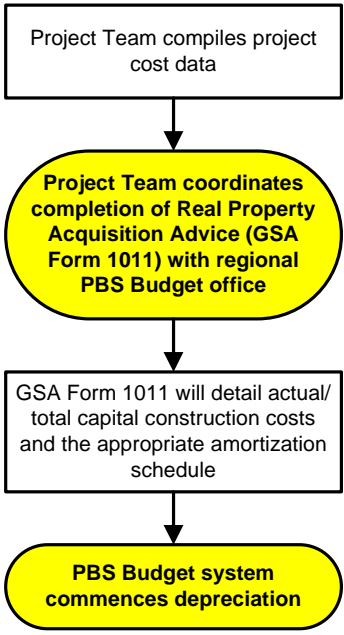 Project Team compiles project
cost data
Project Team coordinates
completion of Real Property
Acquisition Advice (GSA
Form 1011) with regional
PBS Budget office
GSA Form 1011 will detail actual/
total capital construction costs
and the appropriate amortization
schedule
PBS Budget system
commences depreciation